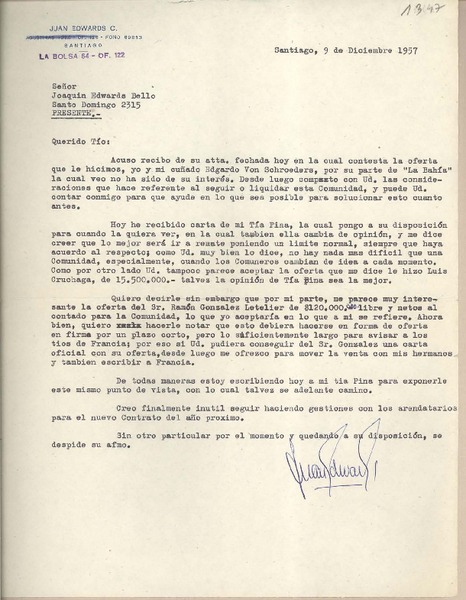 1347
JUAN EDWARDS C.
FONO 89813
SANTIAGO
LA BOLSA 64 - OF. 122
Santiago, 9 de Diciembre 1957
Señor
Joaquin Edwards Bello
Santo Domingo 2315
PRESENTE.-
Querido Tío:
Acuso recibo de su atta. fechada hoy en la cual contesta la oferta
que le hicimos, yo y mi cuñado Edgardo Von Schroeders, por su parte de "La Bahía"
la cual veo no ha sido de su interés. Desde luego comparto con Ud. las conside-
raciones que hace referente al seguir o liquidar esta Comunidad, y puede Ud.
contar conmigo para que ayude en lo que sea posible para solucionar esto cuanto
antes.
Hoy he recibido carta de mi Tía Pina, la cual pongo a su disposición
para cuando la quiera ver, en la cual tambien ella cambia de opinión, y me dice
creer que lo mejor será ir a remate poniendo un límite normal, siempre que haya
acuerdo al respecto; como Ud. muy bien lo dice, no hay nada mas dificil que una
Comunidad, especialmente, cuando los Comuneros cambian de idea a cada momento.
Como por otro lado Ud. tampoco parece aceptar la oferta que me dice le hizo Luis
Cruchaga, de 15.500.000.- talvez la opinión de Tía Pina sea la mejor.
Quiero decirle sin embargo que por mi parte, me parece muy intere-
sante la oferta del Sr. Ramón Gonzalez Letelier de $120.000, libre y netos al
contado para la Comunidad, lo que yo aceptaría en lo que a mi se refiere. Ahora
bien, quiero hacerle notar que esto debiera hacerse en forma de oferta
en firme por un plazo corto, pero lo suficientemente largo para avisar a los
tios de Francia; por eso si Ud. pudiera conseguir del Sr. Gonzalez una carta
oficial con su oferta,desde luego me ofrezco para mover la venta con mis hermanos
y tambien escribir a Francia.
De todas maneras estoy escribiendo hoy a mi tia Pina para exponerle
este mismo punto de vista, con lo cual talvez se adelante camino.
Creo finalmente inutil seguir haciendo gestiones con los arrendatarios
para el nuevo Contrato del año proximo.
Sin otro particular por el momento y quedando a su disposición, se
despide su afmo.
Juan Edwards